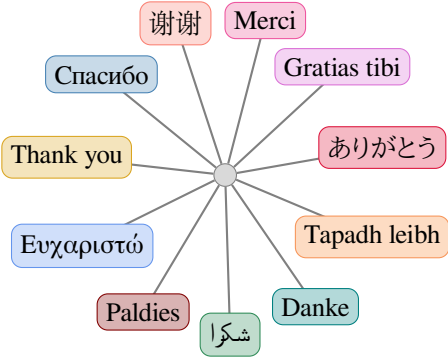 谢谢
Merci
Спасибо
Gratias tibi
Thank you
ありがとう
Ευχαριστώ
Tapadh leibh
Paldies
شكرا
Danke